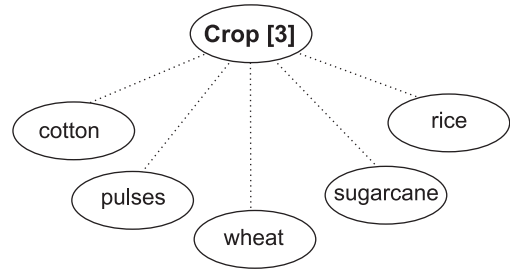 Crop [3]
cotton
pulses
wheat
sugarcane
rice